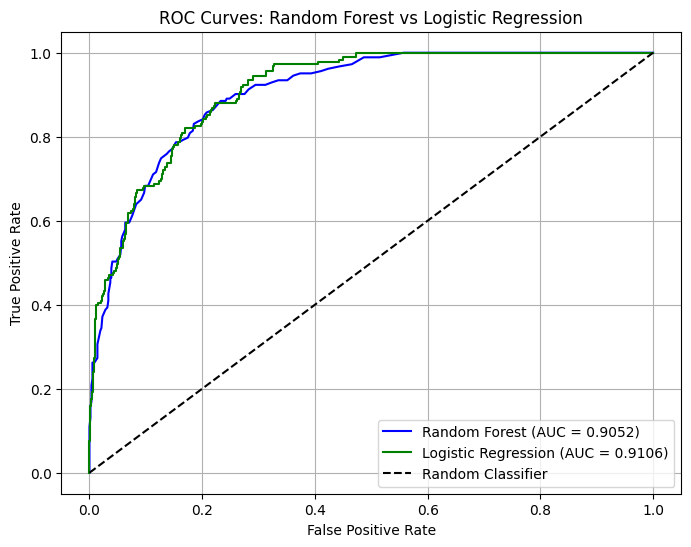 ROC Curves: Random Forest vs Logistic Regression
1.0
0.8
0.6
0.4
0.2
0.0
True Positive Rate
Random Forest (AUC = 0.9052)
Logistic Regression (AUC = 0.9106)
Random Classifier
0.0 0.2 0.4 0.6 0.8 1.0
False Positive Rate